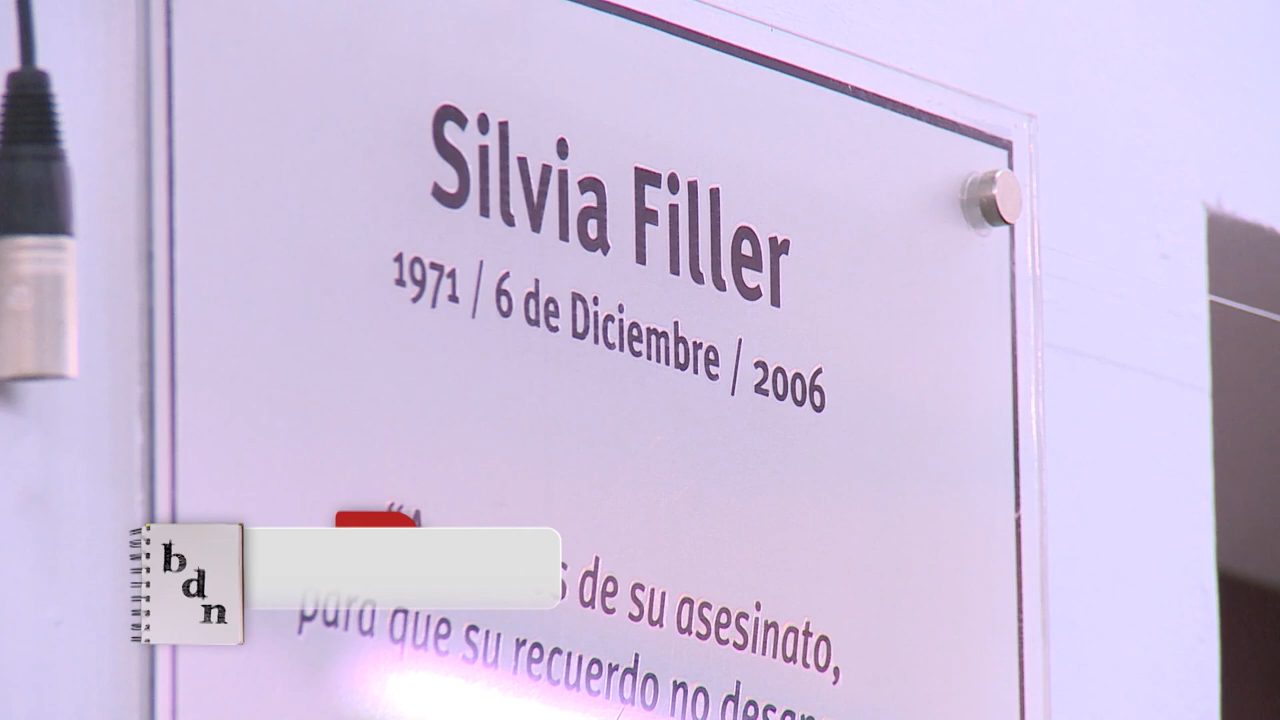 Silvia Filler
1971 / 6 de Diciembre / 2006
de su asesinato,
para que su recuerdo no
bdn